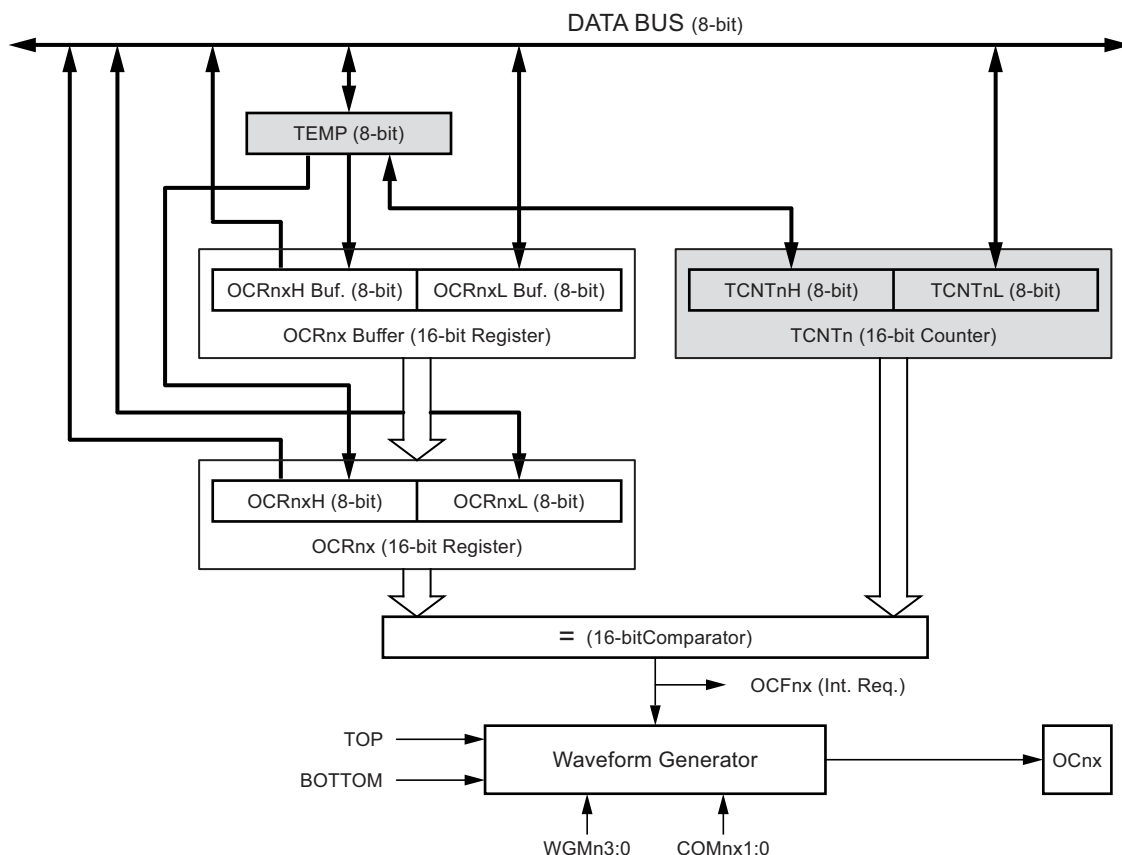 DATA BUS (8-bit)
TEMP (8-bit)
OCRnxH Buf. (8-bit)
OCRnxL Buf. (8-bit)
TCNTnH (8-bit)
TCNTnL (8-bit)
OCRnx Buffer (16-bit Register)
TCNTn (16-bit Counter)
OCRnxH (8-bit)
OCRnxL (8-bit)
OCRnx (16-bit Register)
= (16-bitComparator)
OCFnx (Int. Req.)
TOP
BOTTOM
Waveform Generator
OCnx
WGMn3:0
COMnx1:0